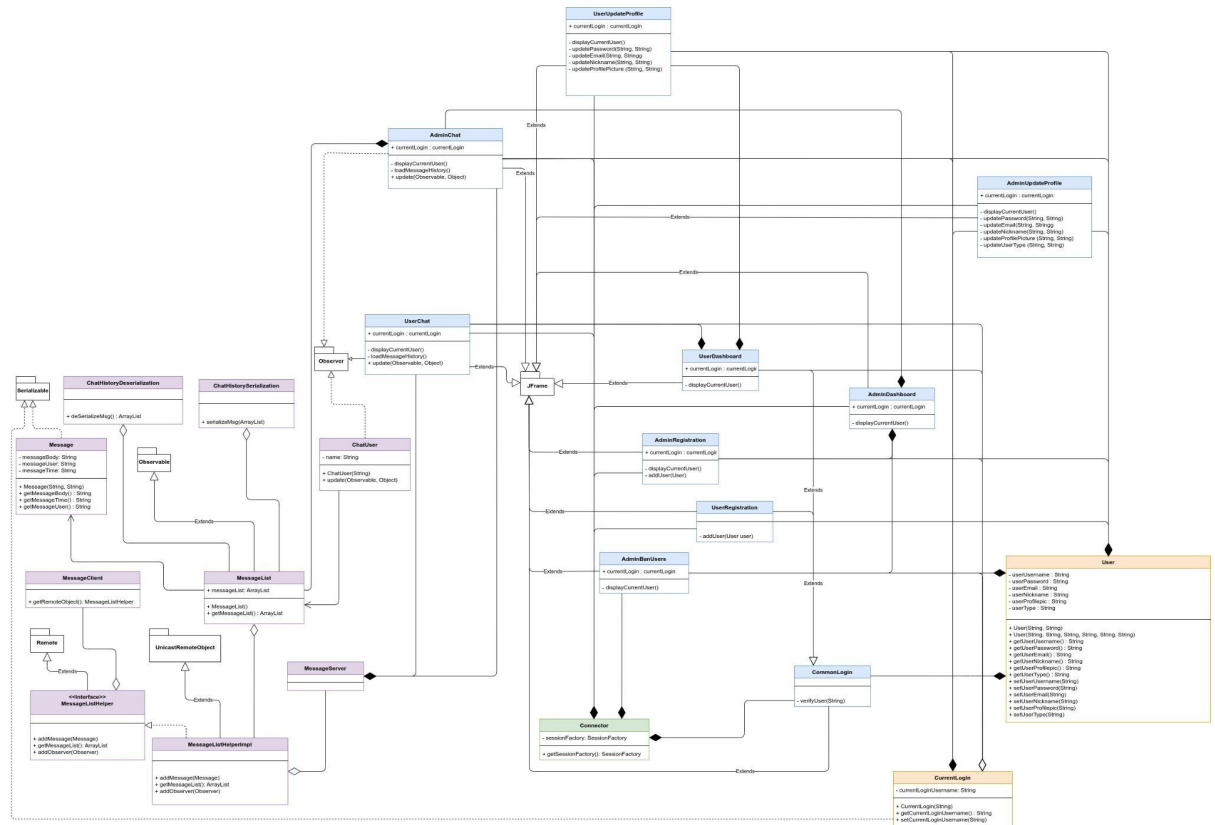 UserUpdateProfile
+ currentLogin : currentLogin
- displayCurrentUser()
- updatePassword(String, String)
- updateEmail(String, Stringg
- updateNickname(String, String)
- updateProfilePicture (String, String)
Extends
AdminChat
+ currentLogin : currentLogin
- displayCurrentUser()
- loadMessageHistory()
+ update(Observable, Object)
Extends
AdminUpdateProfile
+ currentLogin : currentLogin
- displayCurrentUser()
- updatePassword(String, String)
- updateEmail(String, Stringg
- updateNickname(String, String)
- updateProfilePicture (String, String)
- updateUserType (String, String)
Extends
Extends
UserChat
+ currentLogin : currentLogin
- displayCurrentUser()
- loadMessageHistory()
+ update(Observable, Object)
Extends
Observer
JFrame
UserDashboard
+ currentLogin : currentLogin
- displayCurrentUser()
Extends
AdminDashboard
+ currentLogin : currentLogin
- displayCurrentUser()
Serializable
ChatHistoryDeserialization
+ deSerializeMsg() : ArrayList
ChatHistorySerialization
+ serializeMsg(ArrayList)
Message
- messageBody: String
- messageUser: String
- messageTime: String
+ Message(String, String)
+ getMessageBody() : String
+ getMessageTime() : String
+ getMessageUser() : String
Observable
Extends
ChatUser
- name: String
+ ChatUser(String)
+ update(Observable, Object)
AdminRegistration
+ currentLogin : currentLogin
- displayCurrentUser()
- addUser(User)
Extends
Extends
UserRegistration
- addUser(User user)
Extends
AdminBanUsers
+ currentLogin : currentLogin
- displayCurrentUser()
Extends
Extends
MessageClient
+ getRemoteObject(): MessageListHelper
MessageList
+ messageList: ArrayList
+ MessageList()
+ getMessageList() : ArrayList
User
- userUsername : String
- userPassword : String
- userEmail : String
- userNickname : String
- userProfilepic : String
- userType : String
+ User(String, String)
+ User(String, String, String, String, String, String)
+ getUserUsername() : String
+ getUserPassword() : String
+ getUserEmail() : String
+ getUserNickname() : String
+ getUserProfilepic() : String
+ getUserType() : String
+ setUserUsername(String)
+ setUserPassword(String)
+ setUserEmail(String)
+ setUserNickname(String)
+ setUserProfilepic(String)
+ setUserType(String)
Remote
Extends
UnicastRemoteObject
Extends
MessageServer
CommonLogin
- verifyUser(String)
<<Interface>>
MessageListHelper
+ addMessage(Message)
+ getMessageList() : ArrayList
+ addObserver(Observer)
MessageListHelperImpl
+ addMessage(Message)
+ getMessageList(): ArrayList
+ addObserver(Observer)
Connector
- sessionFactory: SessionFactory
+ getSessionFactory(): SessionFactory
Extends
CurrentLogin
- currentLoginUsername: String
+ CurrentLogin(String)
+ getCurrentLoginUsername() : String
+ setCurrentLoginUsername(String)